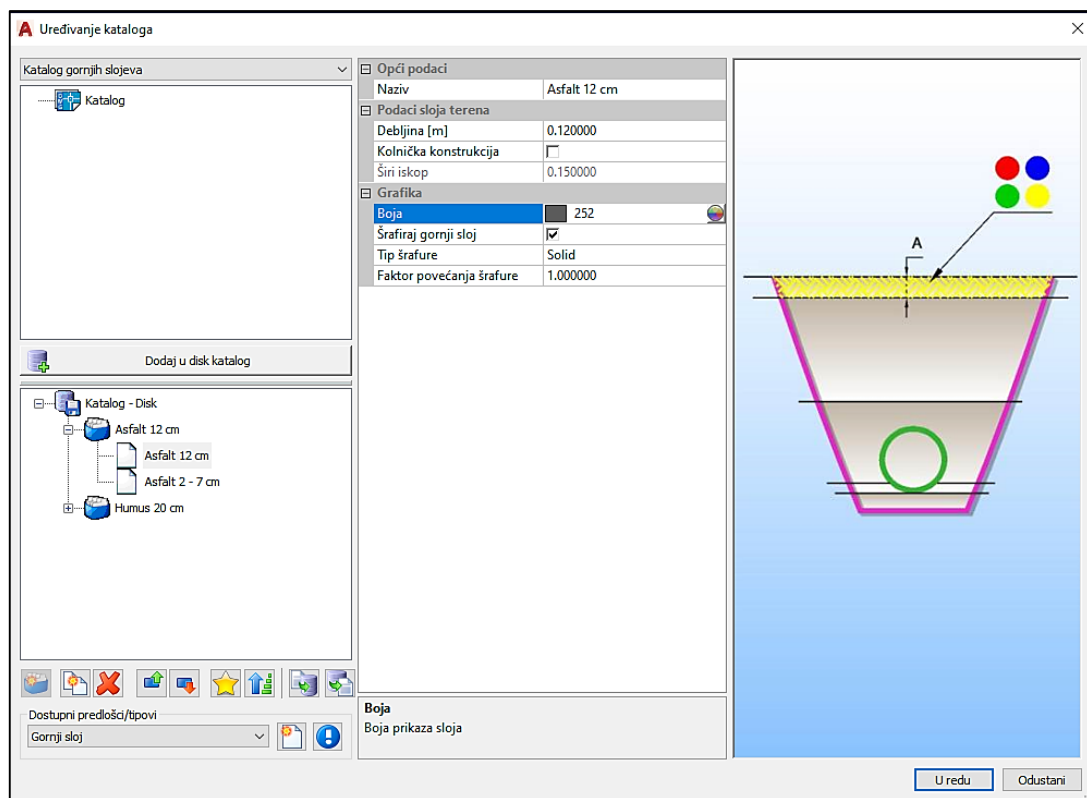 Uređivanje kataloga
Katalog gornjih slojeva
Katalog
Dodaj u disk katalog
Katalog - Disk
Asfalt 12 cm
Asfalt 12 cm
Asfalt 2 - 7 cm
Humus 20 cm
Dostupni predlošci/tipovi
Gornji sloj
Opći podaci
Naziv Asfalt 12 cm
Podaci sloja terena
Debljina [m] 0.120000
Kolnička konstrukcija
Širi iskop 0.150000
Grafika
Boja 252
Šrafiraj gornji sloj
Tip šrafure Solid
Faktor povećanja šrafure 1.000000
Boja
Boja prikaza sloja
A
U redu Odustani